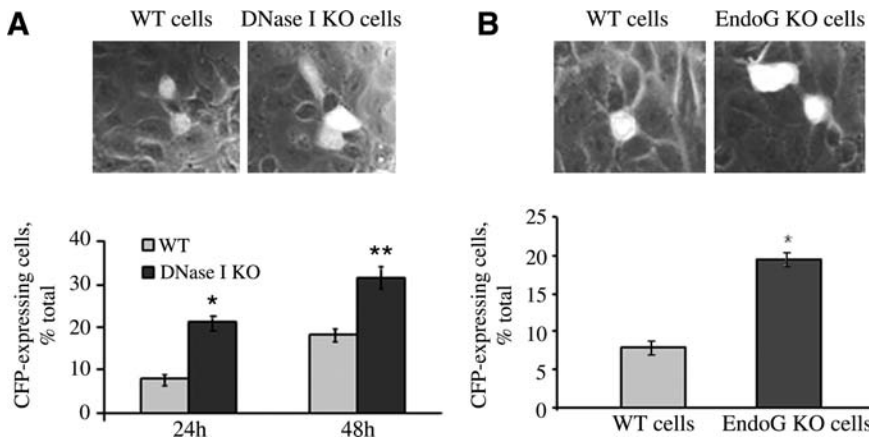 A
WT cells DNase I KO cells
CFP-expressing cells,
% total
40
30
20
10
0
WT
DNase I KO
*
**
24h 48h
B
WT cells EndoG KO cells
CFP-expressing cells,
% total
25
20
15
10
5
0
*
WT cells EndoG KO cells